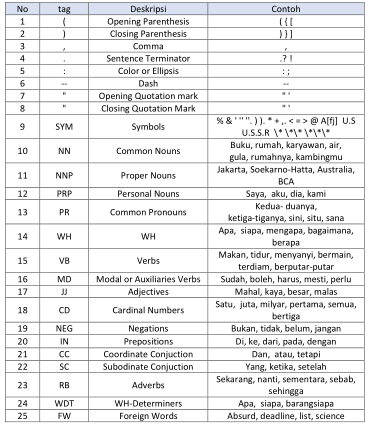 No tag Deskripsi Contoh
1 ( Opening Parenthesis ( { [
2 ) Closing Parenthesis ) } ]
3 , Comma ,
4 . Sentence Terminator .? !
5 : Color or Ellipsis : ;
6 -- Dash --
7 " Opening Quotation mark " '
8 " Closing Quotation Mark " '
9 SYM Symbols % & ' '' ''. ) ). * + ,. < = > @ A[fj] U.S
U.S.S.R \* \*\* \*\*\*
10 NN Common Nouns Buku, rumah, karyawan, air,
gula, rumahnya, kambingmu
11 NNP Proper Nouns Jakarta, Soekarno-Hatta, Australia,
BCA
12 PRP Personal Nouns Saya, aku, dia, kami
13 PR Common Pronouns Kedua- duanya,
ketiga-tiganya, sini, situ, sana
14 WH WH Apa, siapa, mengapa, bagaimana,
berapa
15 VB Verbs Makan, tidur, menyanyi, bermain,
terdiam, berputar-putar
16 MD Modal or Auxiliaries Verbs Sudah, boleh, harus, mesti, perlu
17 JJ Adjectives Mahal, kaya, besar, malas
18 CD Cardinal Numbers Satu, juta, milyar, pertama, semua,
bertiga
19 NEG Negations Bukan, tidak, belum, jangan
20 IN Prepositions Di, ke, dari, pada, dengan
21 CC Coordinate Conjuction Dan, atau, tetapi
22 SC Subodinate Conjuction Yang, ketika, setelah
23 RB Adverbs Sekarang, nanti, sementara, sebab,
sehingga
24 WDT WH-Determiners Apa, siapa, barangsiapa
25 FW Foreign Words Absurd, deadline, list, science